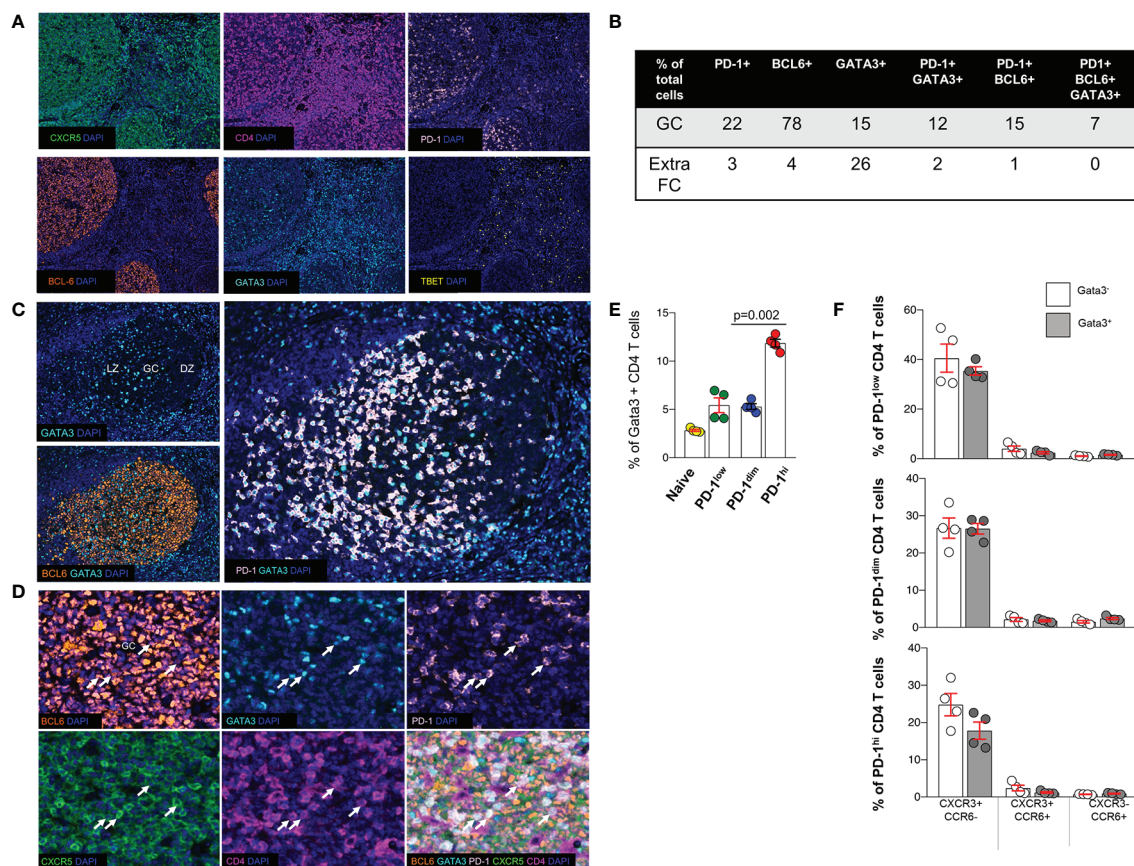 A
CXCR5 DAPI
CD4 DAPI
PD-1 DAPI
BCL-6 DAPI
GATA3 DAPI
TBET DAPI
B
% of total cells PD-1+ BCL6+ GATA3+ PD-1+ GATA3+ PD-1+ BCL6+ PD1+ BCL6+ GATA3+
GC 22 78 15 12 15 7
Extra FC 3 4 26 2 1 0
C
LZ GC DZ
GATA3 DAPI
BCL6 GATA3
PD-1 GATA3
D
GC
BCL6 DAPI
GATA3 DAPI
PD-1 DAPI
CXCR5 DAPI
CD4 DAPI
BCL6 GATA3 PD-1 CXCR5 CD4 DAPI
E
p=0.002
% of Gata3 + CD4 T cells
15
10
5
0
Naïve
PD-1low
PD-1dim
PD-1hi
F
Gata3-
Gata3+
% of PD-1low CD4 T cells
60
40
20
0
% of PD-1dim CD4 T cells
40
30
20
10
0
% of PD-1hi CD4 T cells
40
30
20
10
0
CXCR3+ CXCR3+ CXCR3-
CCR6- CCR6+ CCR6+